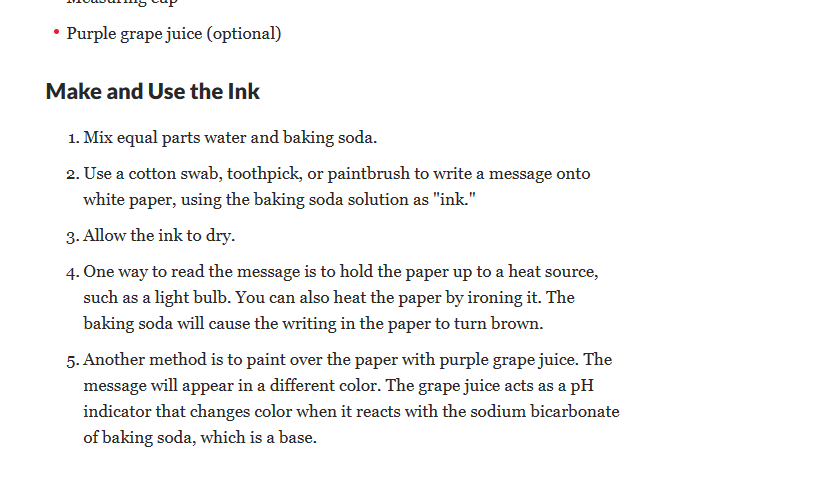 Measuring cup
• Purple grape juice (optional)
Make and Use the Ink
1. Mix equal parts water and baking soda.
2. Use a cotton swab, toothpick, or paintbrush to write a message onto
white paper, using the baking soda solution as "ink."
3. Allow the ink to dry.
4. One way to read the message is to hold the paper up to a heat source,
such as a light bulb. You can also heat the paper by ironing it. The
baking soda will cause the writing in the paper to turn brown.
5. Another method is to paint over the paper with purple grape juice. The
message will appear in a different color. The grape juice acts as a pH
indicator that changes color when it reacts with the sodium bicarbonate
of baking soda, which is a base.